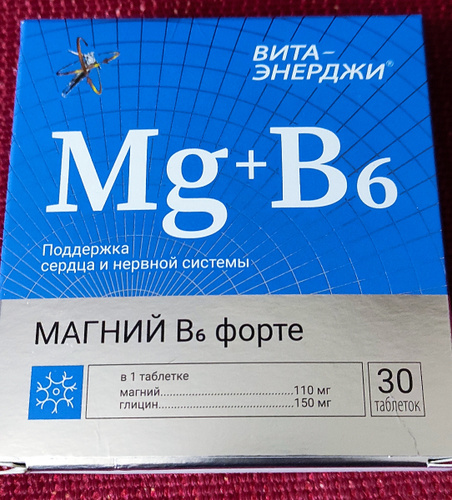 ВИТА-
ЭНЕРДЖИ®
Mg+B6
Поддержка
сердца и нервной системы
МАГНИЙ B6 форте
в 1 таблетке
магний......................110 мг
глицин......................150 мг
30
таблеток